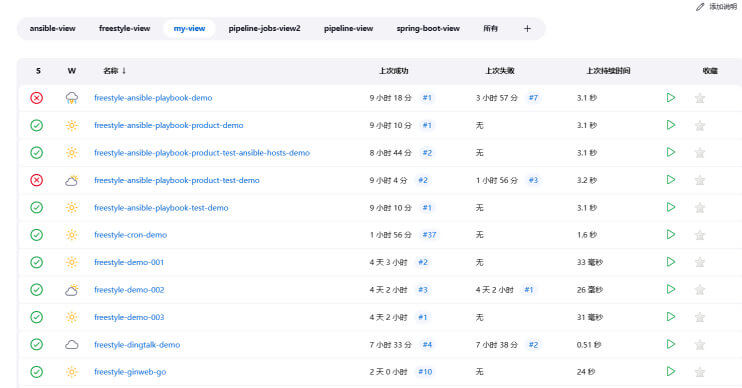 添加说明
ansible-view freestyle-view my-view pipeline-jobs-view2 pipeline-view spring-boot-view 所有 +
S W 名称 ↓ 上次成功 上次失败 上次持续时间 收藏
freestyle-ansible-playbook-demo 9 小时 18 分 #1 3 小时 57 分 #7 3.1 秒
freestyle-ansible-playbook-product-demo 9 小时 10 分 #1 无 3.1 秒
freestyle-ansible-playbook-product-test-ansible-hosts-demo 8 小时 44 分 #2 无 3.1 秒
freestyle-ansible-playbook-product-test-demo 9 小时 4 分 #2 1 小时 56 分 #3 3.2 秒
freestyle-ansible-playbook-test-demo 9 小时 10 分 #1 无 3.1 秒
freestyle-cron-demo 1 小时 56 分 #37 无 1.6 秒
freestyle-demo-001 4 天 3 小时 #2 无 33 毫秒
freestyle-demo-002 4 天 2 小时 #3 4 天 2 小时 #1 26 毫秒
freestyle-demo-003 4 天 2 小时 #1 无 31 毫秒
freestyle-dingtalk-demo 7 小时 33 分 #4 7 小时 38 分 #2 0.51 秒
freestyle-ginweb-go 2 天 0 小时 #10 无 24 秒